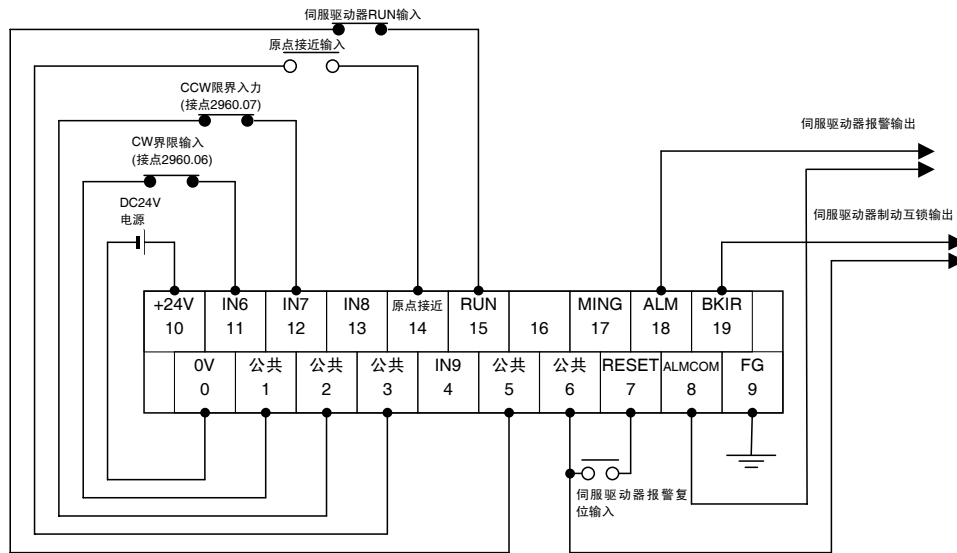 伺服驱动器RUN输入
原点接近输入
CCW限界入力
(接点2960.07)
CW界限输入
(接点2960.06)
DC24V
电源
伺服驱动器报警输出
伺服驱动器制动互锁输出
+24V IN6 IN7 IN8 原点接近 RUN MING ALM BKIR
10 11 12 13 14 15 16 17 18 19
0V 公共 公共 公共 IN9 公共 公共 RESET ALMCOM FG
0 1 2 3 4 5 6 7 8 9
伺服驱动器报警复
位输入